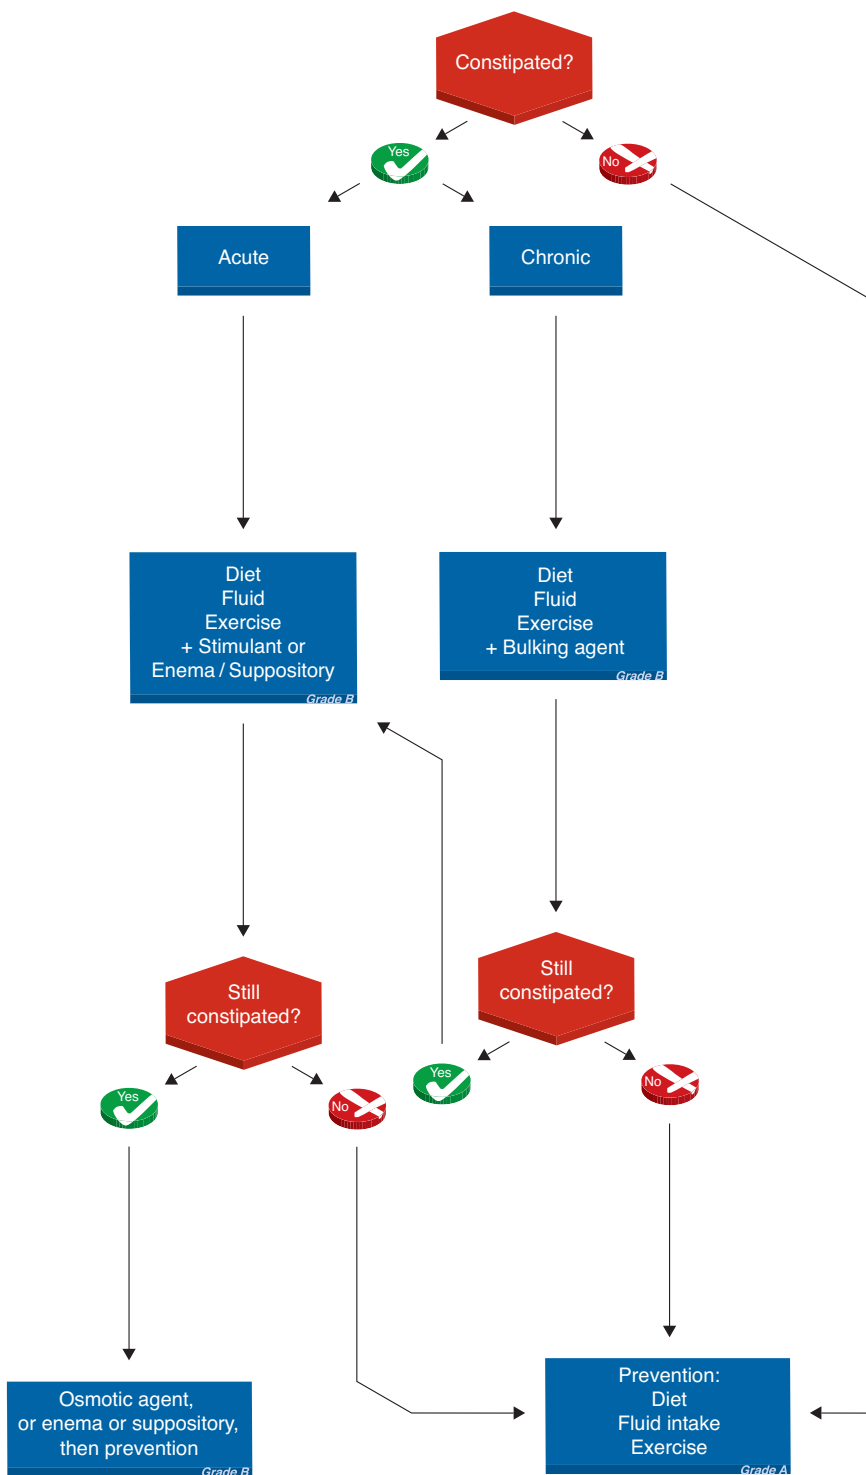 Constipated?
Yes
No
Acute
Chronic
Diet
Fluid
Exercise
+ Stimulant or
Enema / Suppository
Grade B
Diet
Fluid
Exercise
+ Bulking agent
Grade B
Still
constipated?
Yes
No
Still
constipated?
Yes
No
Osmotic agent,
or enema or suppository,
then prevention
Grade B
Prevention:
Diet
Fluid intake
Exercise
Grade A